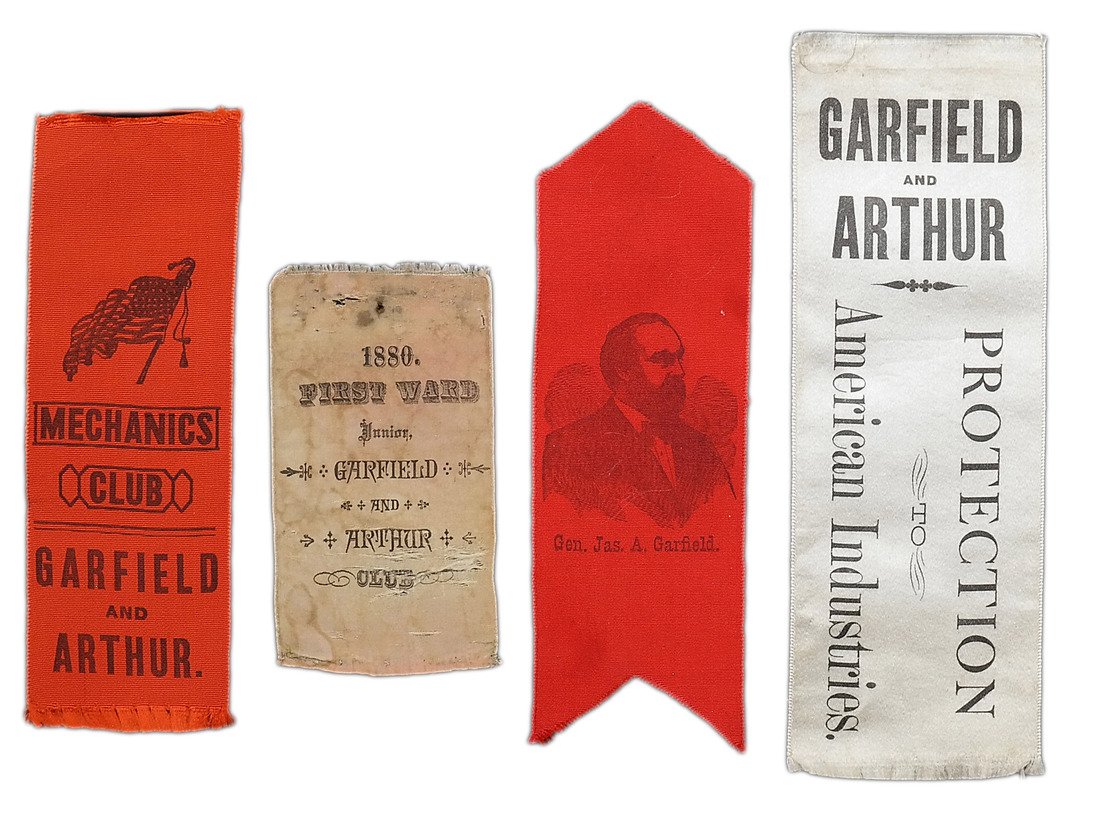 MECHANICS
CLUB
GARFIELD
AND
ARTHUR.
1880.
FIRST WARD
Junior,
GARFIELD
AND
ARTHUR
CLUB
Gen. Jas. A. Garfield.
GARFIELD
AND
ARTHUR
PROTECTION
TO
American Industries.